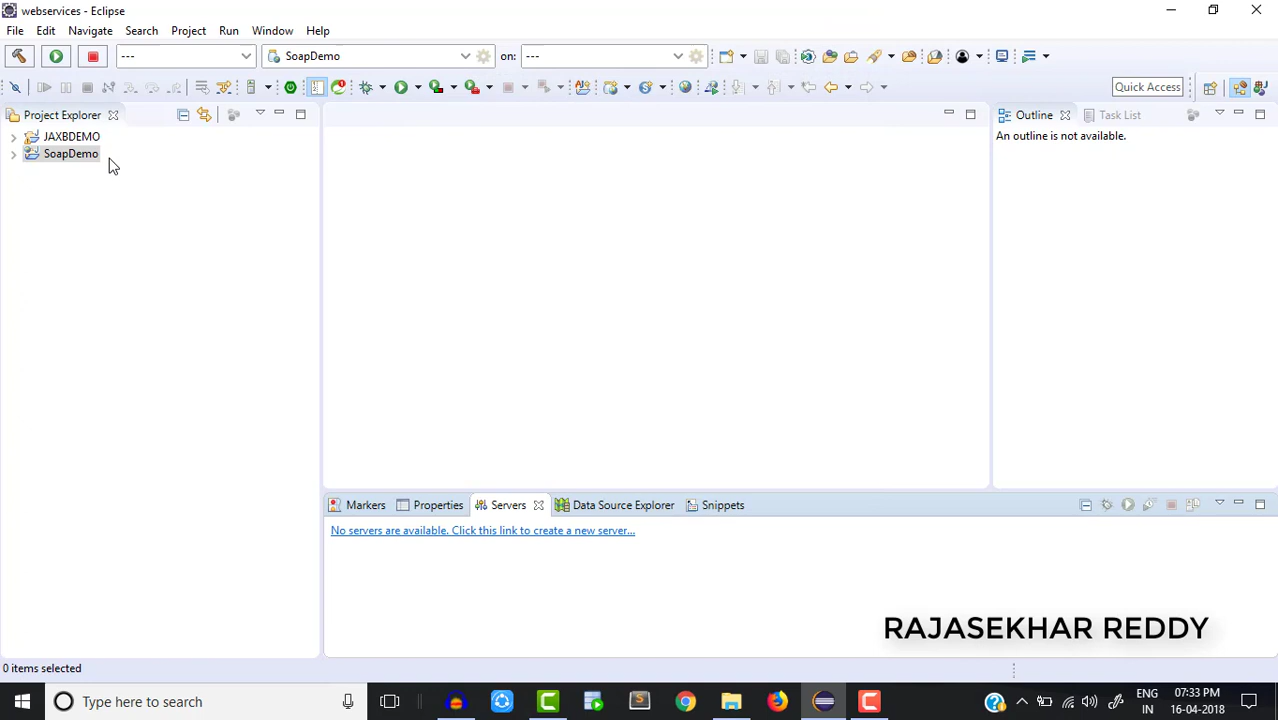 webservices - Eclipse
File Edit Navigate Search Project Run Window Help
--- SoapDemo on: ---
Quick Access
Project Explorer
Outline Task List
JAXBDEMO
An outline is not available.
SoapDemo
Markers Properties Servers Data Source Explorer Snippets
No servers are available. Click this link to create a new server...
RAJASEKHAR REDDY
0 items selected
Type here to search
ENG
IN
07:33 PM
16-04-2018